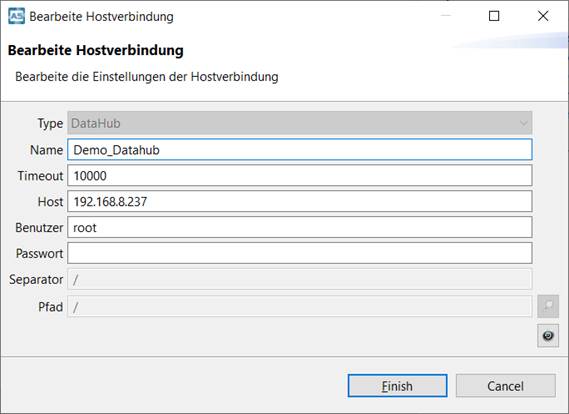 Bearbeite Hostverbindung
Bearbeite Hostverbindung
Bearbeite die Einstellungen der Hostverbindung
Type DataHub
Name Demo_Datahub
Timeout 10000
Host 192.168.8.237
Benutzer root
Passwort
Separator /
Pfad /
Finish Cancel